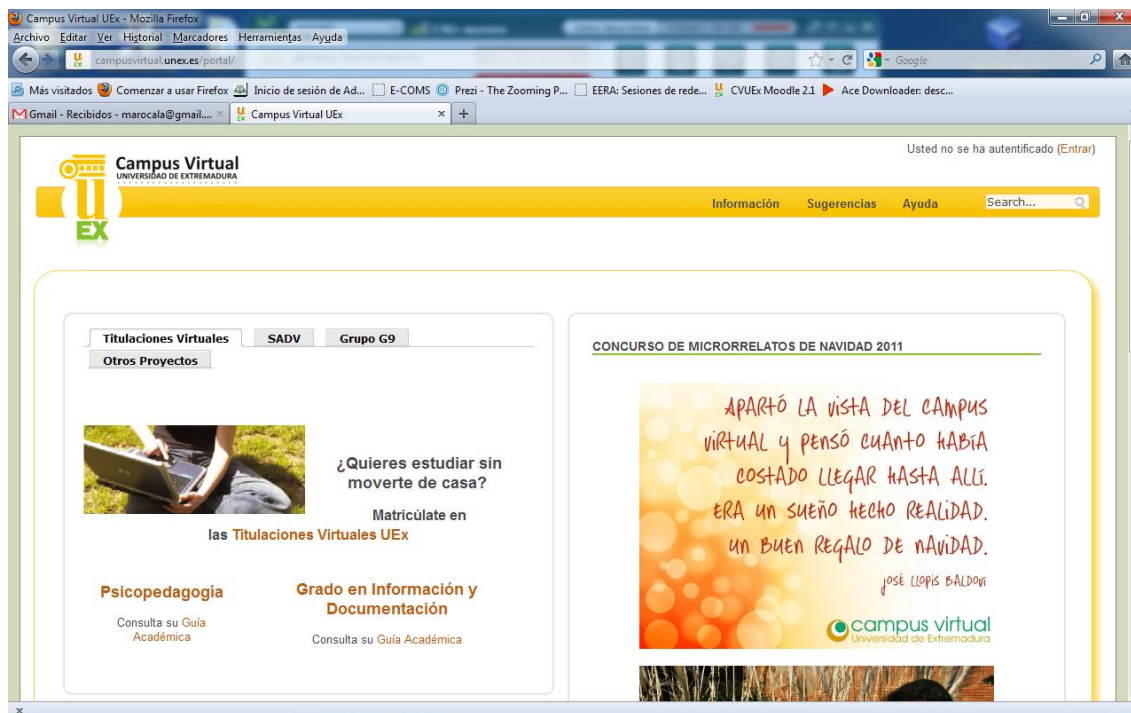 Campus Virtual UEx - Mozilla Firefox
Archivo Editar Ver Historial Marcadores Herramientas Ayuda
campusvirtual.unex.es/portal/
Google
Más visitados Comenzar a usar Firefox Inicio de sesión de Ad... E-COMS Prezi - The Zooming P... EERA: Sesiones de rede... CVUEx Moodle 2.1 Ace Downloader: desc...
Gmail - Recibidos - marocala@gmail.... Campus Virtual UEx
Usted no se ha autentificado (Entrar)
Campus Virtual
UNIVERSIDAD DE EXTREMADURA
u
EX
Información Sugerencias Ayuda Search...
Titulaciones Virtuales SADV Grupo G9
Otros Proyectos
¿Quieres estudiar sin
moverte de casa?
Matricúlate en
las Titulaciones Virtuales UEx
Psicopedagogía
Consulta su Guía
Académica
Grado en Información y
Documentación
Consulta su Guía Académica
CONCURSO DE MICRORRELATOS DE NAVIDAD 2011
APARTÓ LA VISTA DEL CAMPUS
VIRTUAL Y PENSÓ CUANTO HABÍA
COSTADO LLEGAR HASTA ALLÍ.
ERA UN SUEÑO HECHO REALIDAD.
UN BUEN REGALO DE NAVIDAD.
JOSÉ LLOPIS BALDOVI
campus virtual
Universidad de Extremadura